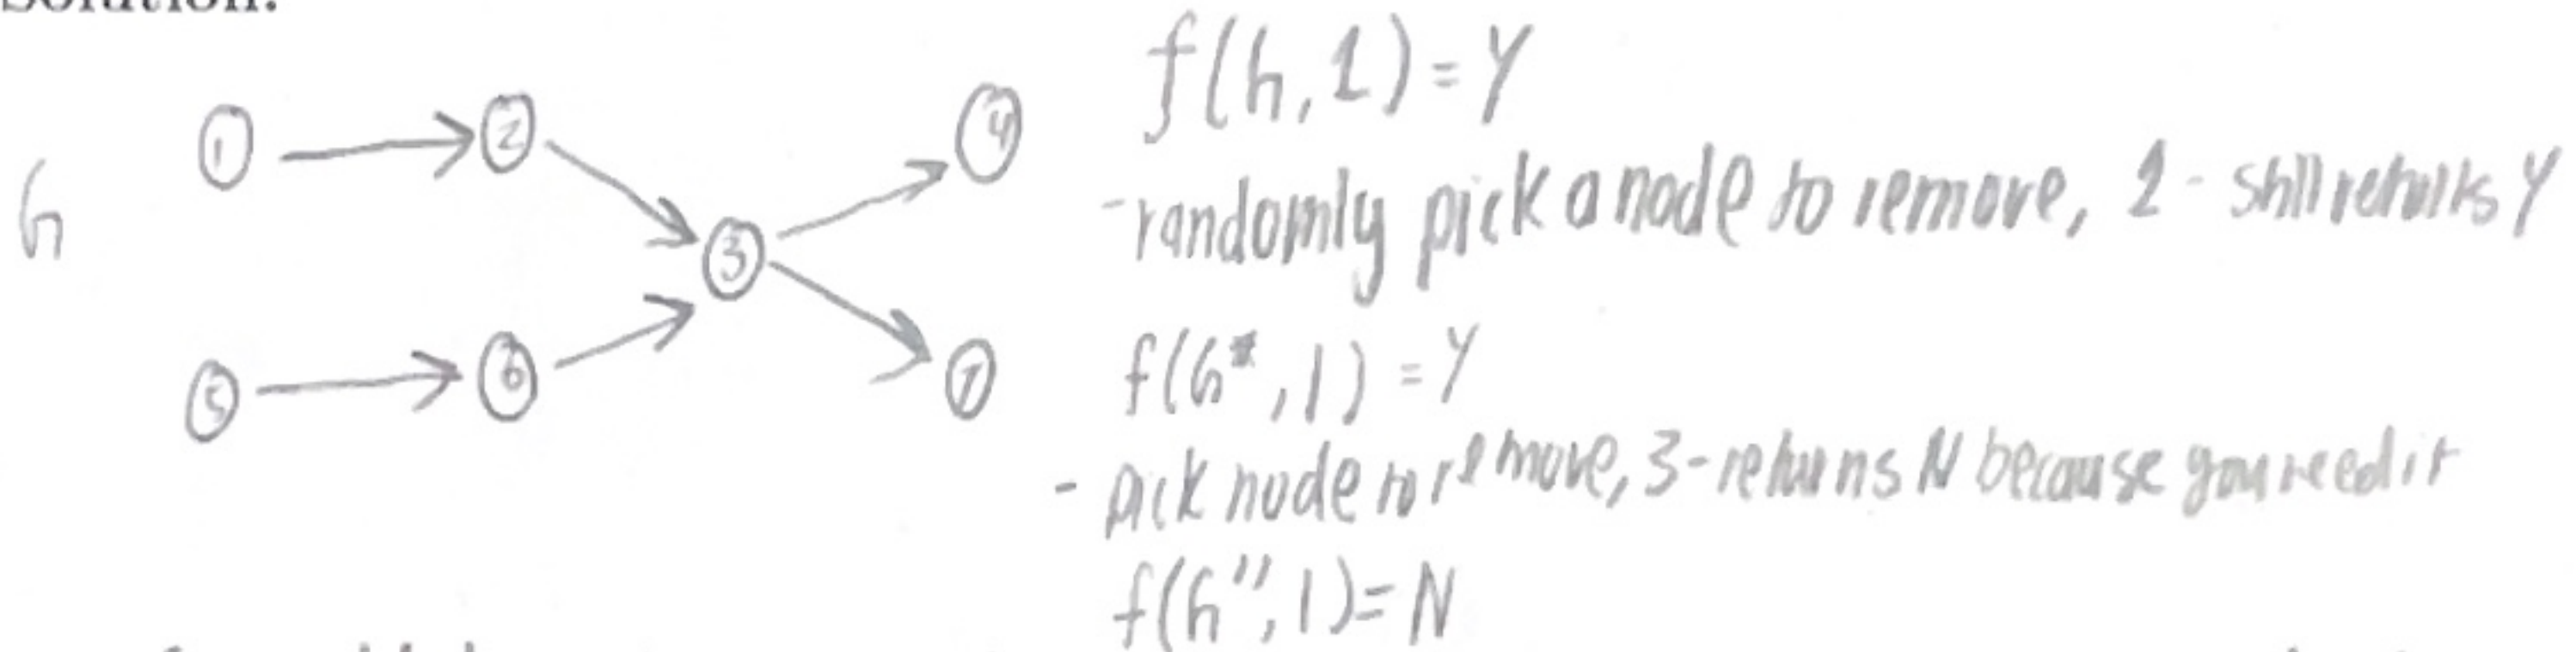 Solution:
G
1
2
3
4
5
6
7
f(G, 1) = Y
- randomly pick a node to remove, 2 - still returns Y
f(G*, 1) = Y
- pick node to remove, 3 - returns N because you need it
f(G'', 1) = N